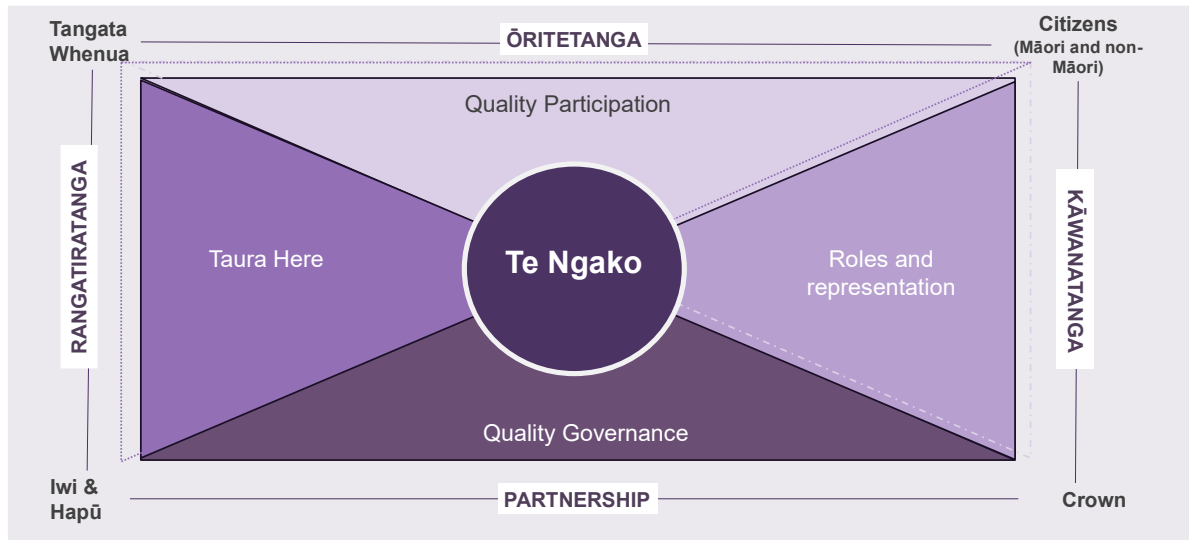 Tangata
Whenua
ŌRITETANGA
Citizens
(Māori and non-
Māori)
Quality Participation
RANGATIRATANGA
Taura Here
Te Ngako
Roles and
representation
KĀWANATANGA
Quality Governance
Iwi &
Hapū
PARTNERSHIP
Crown